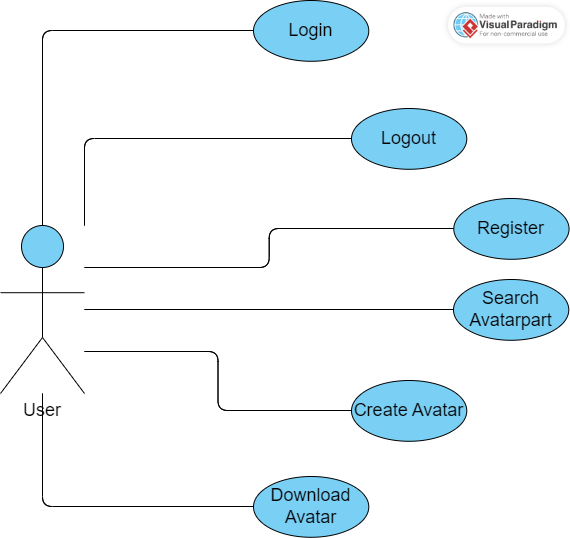 Login
Made with
Visual Paradigm
For non-commercial use
Logout
Register
Search
Avatarpart
Create Avatar
User
Download
Avatar